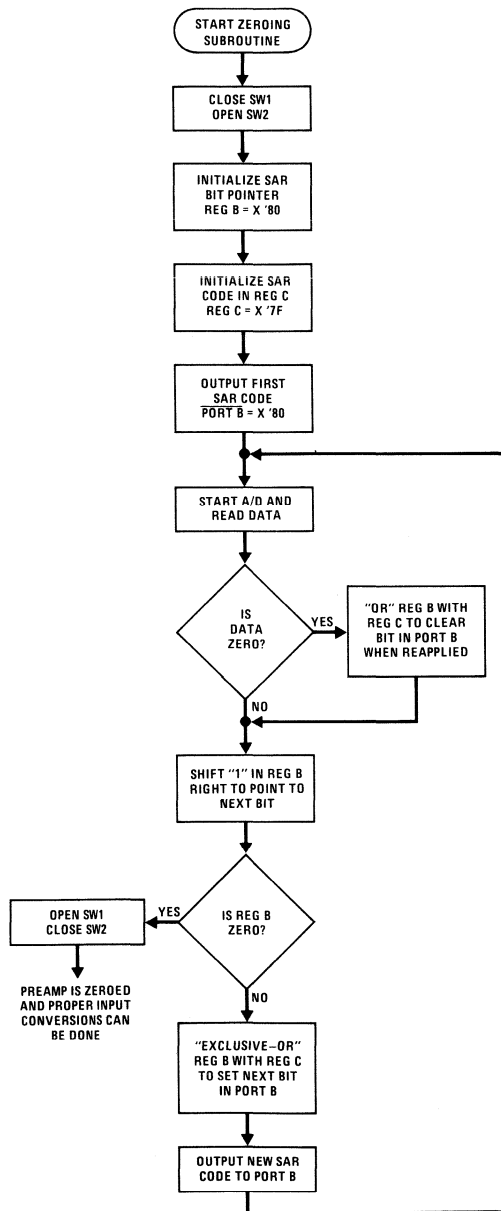 START ZEROING
SUBROUTINE
CLOSE SW1
OPEN SW2
INITIALIZE SAR
BIT POINTER
REG B = X '80
INITIALIZE SAR
CODE IN REG C
REG C = X '7F
OUTPUT FIRST
SAR CODE
PORT B = X '80
START A/D AND
READ DATA
IS
DATA
ZERO?
YES
"OR" REG B WITH
REG C TO CLEAR
BIT IN PORT B
WHEN REAPPLIED
NO
SHIFT "1" IN REG B
RIGHT TO POINT TO
NEXT BIT
IS REG B
ZERO?
YES
OPEN SW1
CLOSE SW2
PREAMP IS ZEROED
AND PROPER INPUT
CONVERSIONS CAN
BE DONE
NO
"EXCLUSIVE–OR"
REG B WITH REG C
TO SET NEXT BIT
IN PORT B
OUTPUT NEW SAR
CODE TO PORT B